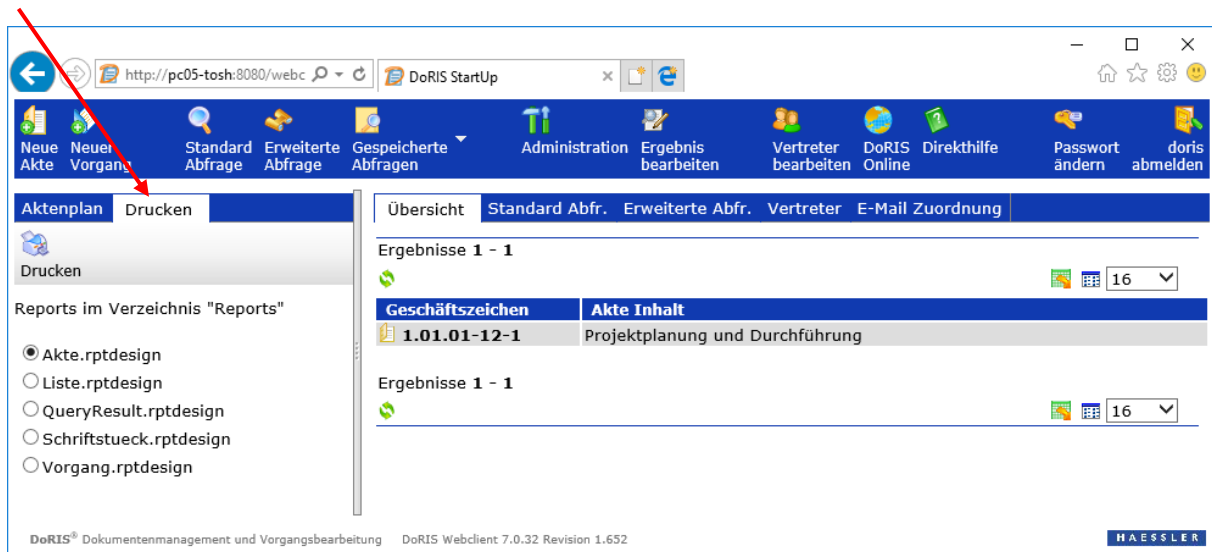 http://pc05-tosh:8080/webc
DoRIS StartUp
Neue Akte
Neuer Vorgang
Standard Abfrage
Erweiterte Abfrage
Gespeicherte Abfragen
Administration
Ergebnis bearbeiten
Vertreter bearbeiten
DoRIS Online
Direkthilfe
Passwort ändern
doris abmelden
Aktenplan Drucken
Drucken
Reports im Verzeichnis "Reports"
Akte.rptdesign
Liste.rptdesign
QueryResult.rptdesign
Schriftstueck.rptdesign
Vorgang.rptdesign
Übersicht Standard Abfr. Erweiterte Abfr. Vertreter E-Mail Zuordnung
Ergebnisse 1 - 1
16
Geschäftszeichen Akte Inhalt
1.01.01-12-1 Projektplanung und Durchführung
Ergebnisse 1 - 1
16
DoRIS® Dokumentenmanagement und Vorgangsbearbeitung DoRIS Webclient 7.0.32 Revision 1.652
HAESSLER